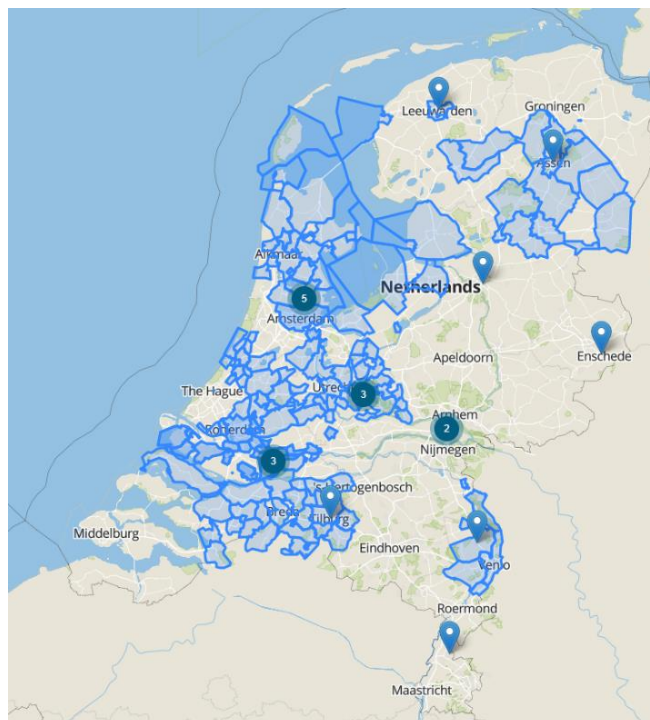 Leeuwarden
Groningen
Assen
Alkmaar
Netherlands
5
Amsterdam
Enschede
Apeldoorn
Utrecht
3
The Hague
Arnhem
2
Rotterdam
Nijmegen
3
's-Hertogenbosch
Breda
Tilburg
Middelburg
Eindhoven
Venlo
Roermond
Maastricht